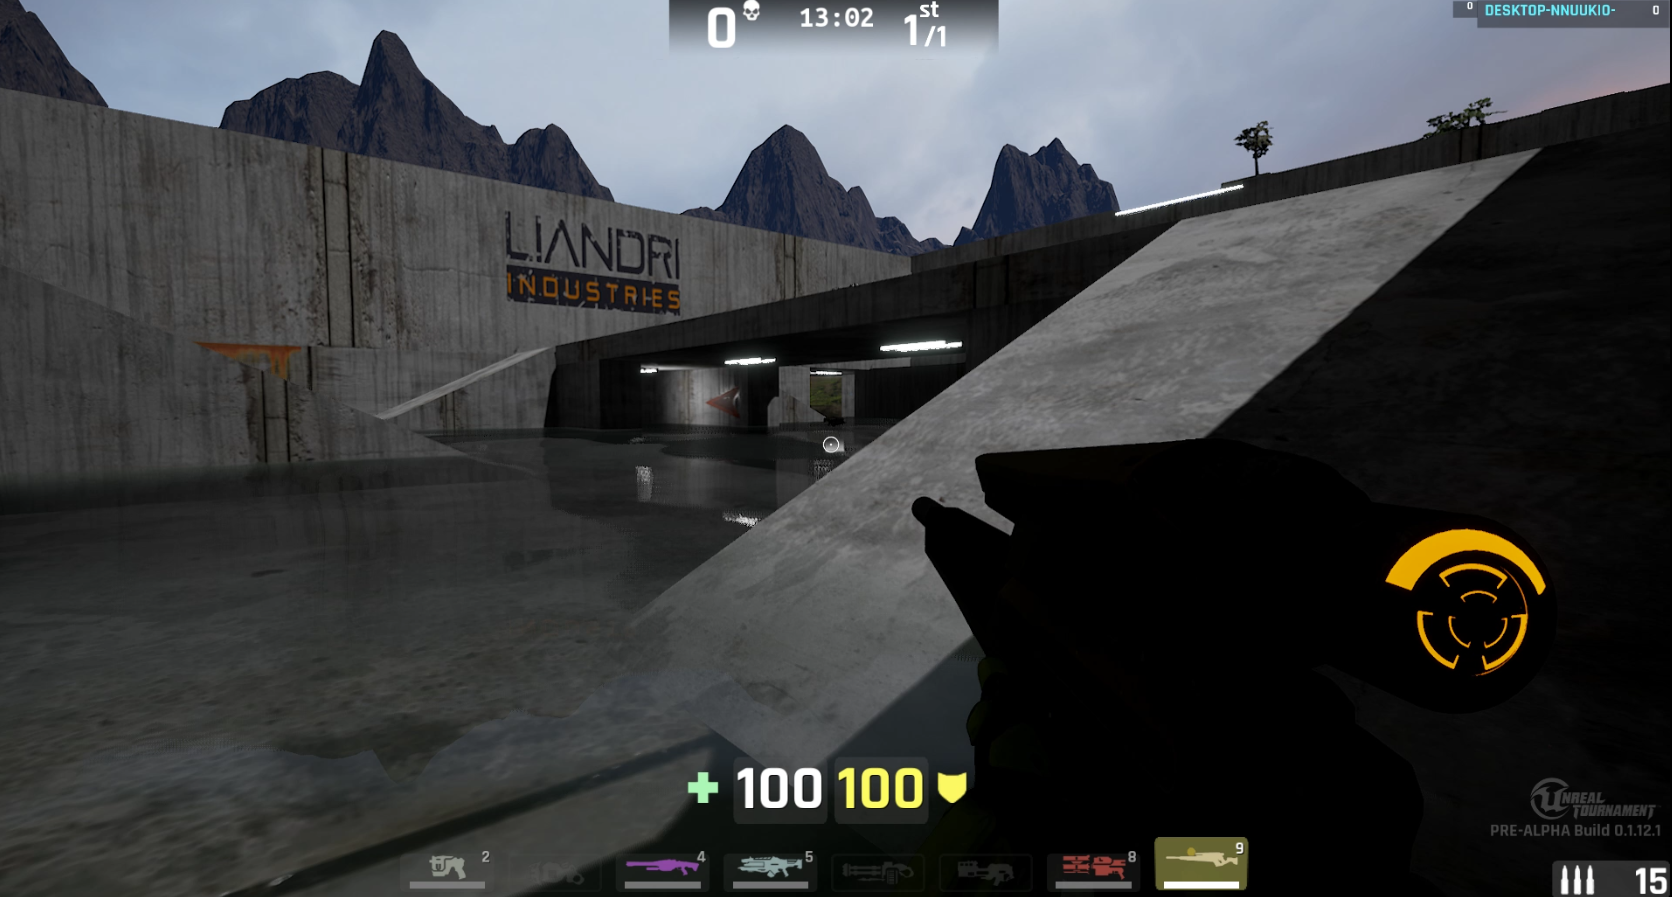 0
13:02
1st/1
0 DESKTOP-NNUUKIO- 0
LIANDRI
INDUSTRIES
100 100
UNREAL
TOURNAMENT
PRE-ALPHA Build 0.1.12.1
2 4 5 8 9
15